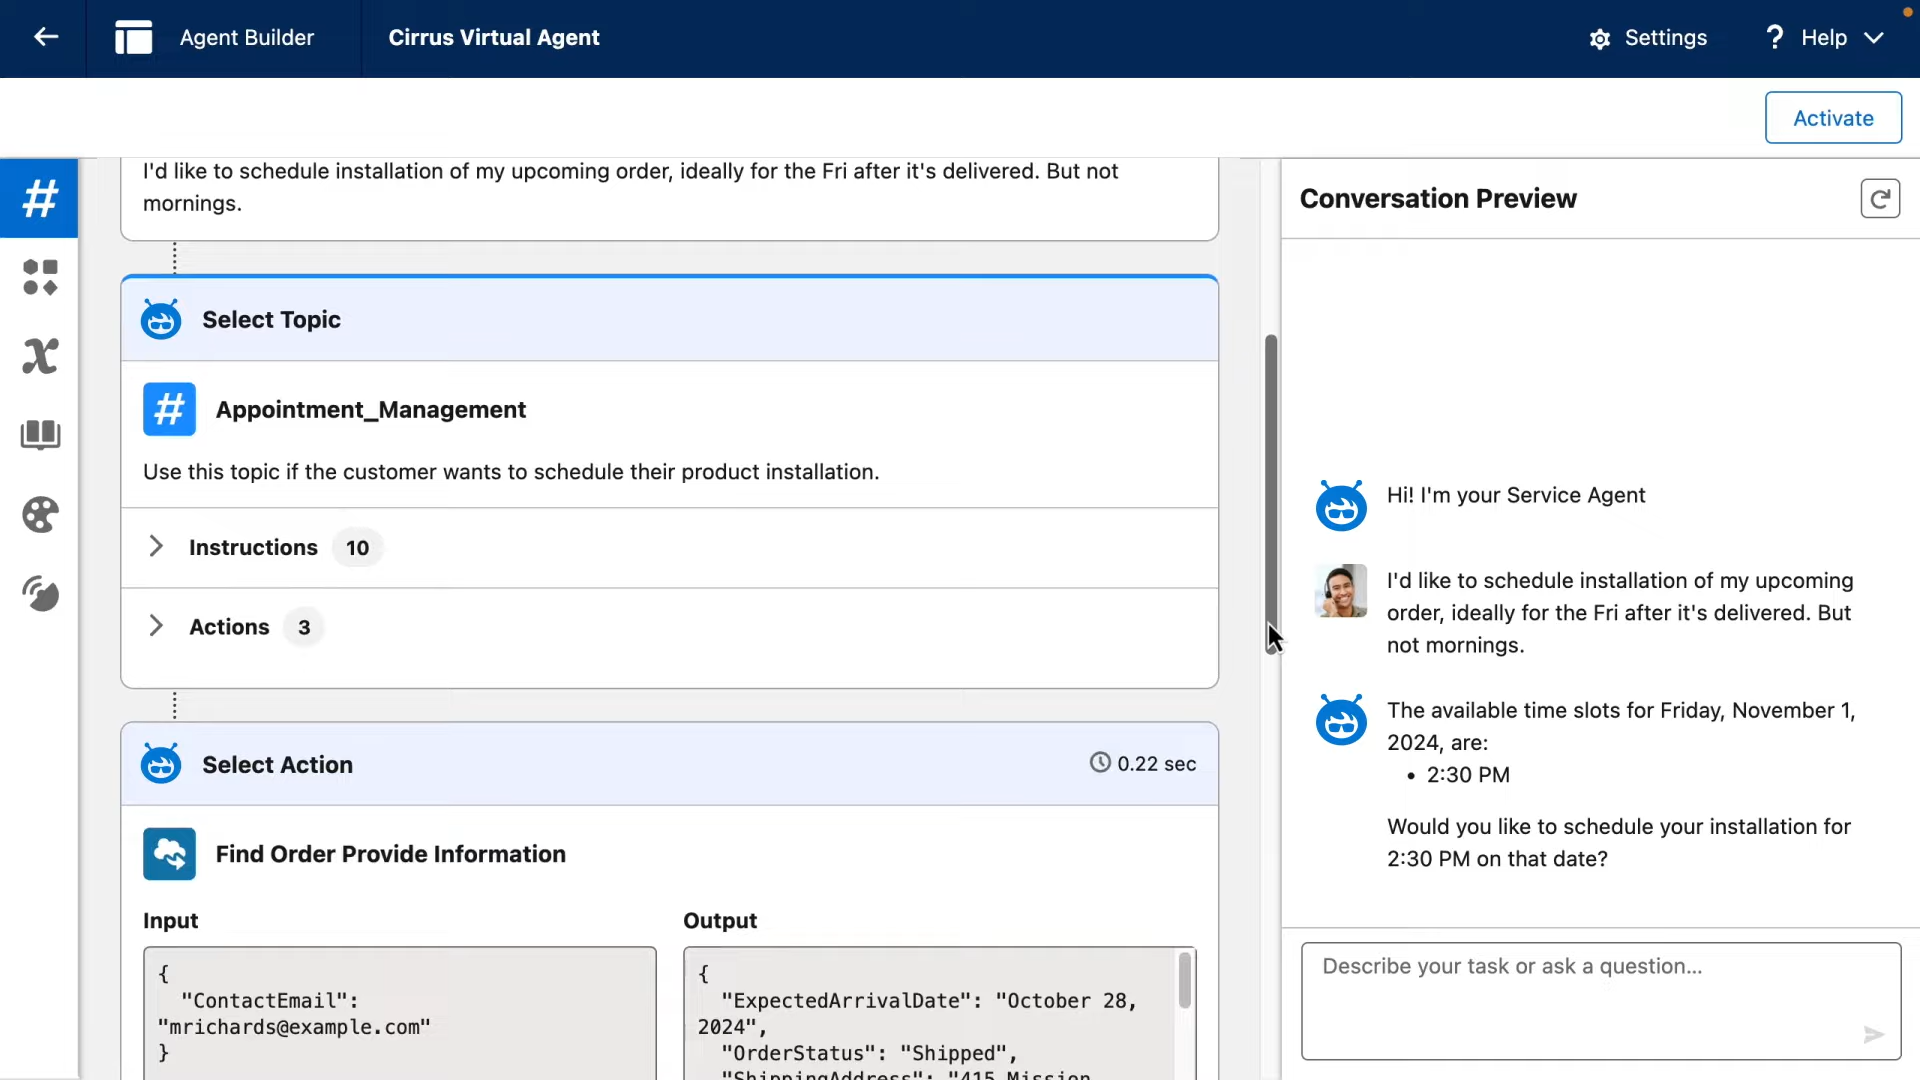 Agent Builder
Cirrus Virtual Agent
Settings
? Help
Activate
I'd like to schedule installation of my upcoming order, ideally for the Fri after it's delivered. But not
mornings.
Select Topic
# Appointment_Management
Use this topic if the customer wants to schedule their product installation.
Instructions 10
Actions 3
Select Action
0.22 sec
Find Order Provide Information
Input
{
"ContactEmail":
"mrichards@example.com"
}
Output
{
"ExpectedArrivalDate": "October 28,
2024",
"OrderStatus": "Shipped",
"ShippingAddress": "415 Mission
Conversation Preview
Hi! I'm your Service Agent
I'd like to schedule installation of my upcoming
order, ideally for the Fri after it's delivered. But
not mornings.
The available time slots for Friday, November 1,
2024, are:
• 2:30 PM
Would you like to schedule your installation for
2:30 PM on that date?
Describe your task or ask a question...